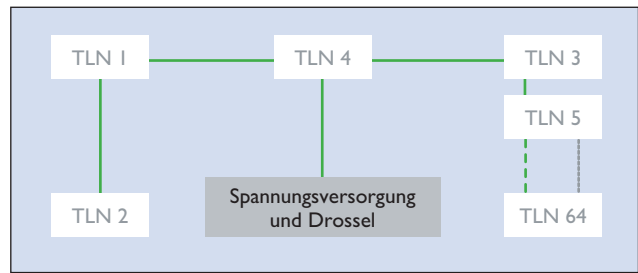 TLN 1
TLN 4
TLN 3
TLN 5
Spannungsversorgung
und Drossel
TLN 2
TLN 64